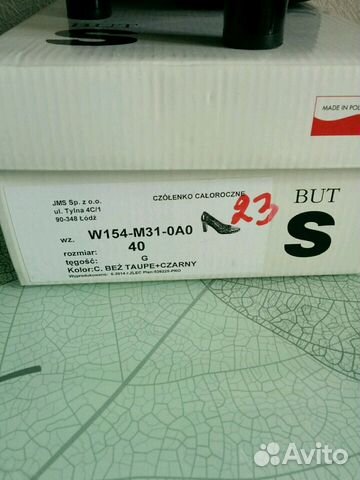 BUT
S
MADE IN POL
JMS Sp. z o.o.
ul. Tylna 4C/1
90-348 Łódź
CZÓŁENKO CAŁOROCZNE
23
wz. W154-M31-0A0
rozmiar: 40
tęgość: G
Kolor:C. BEŻ TAUPE+CZARNY
BUT
S
Avito